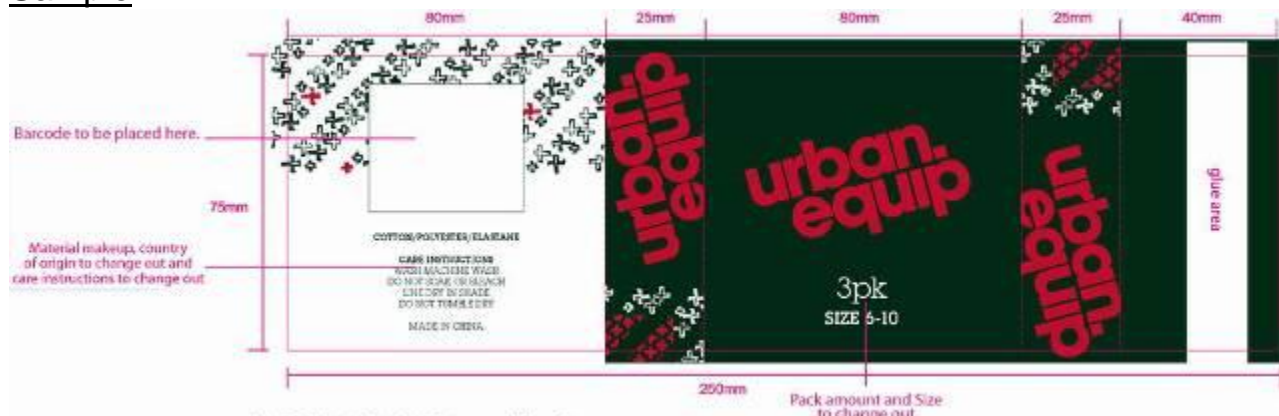 80mm
25mm
80mm
25mm
40mm
Barcode to be placed here.
75mm
Material makeup, country
of origin to change out and
care instructions to change out
COTTON/POLYESTER/ELASTANE
CARE INSTRUCTIONS
WASH MACHINE WASH
DO NOT SOAK OR BLEACH
LINE DRY IN SHADE
DO NOT TUMBLE DRY
MADE IN CHINA
urban.
equip
urban.
equip
3pk
SIZE 6-10
urban.
equip
glue area
250mm
Pack amount and Size
to change out